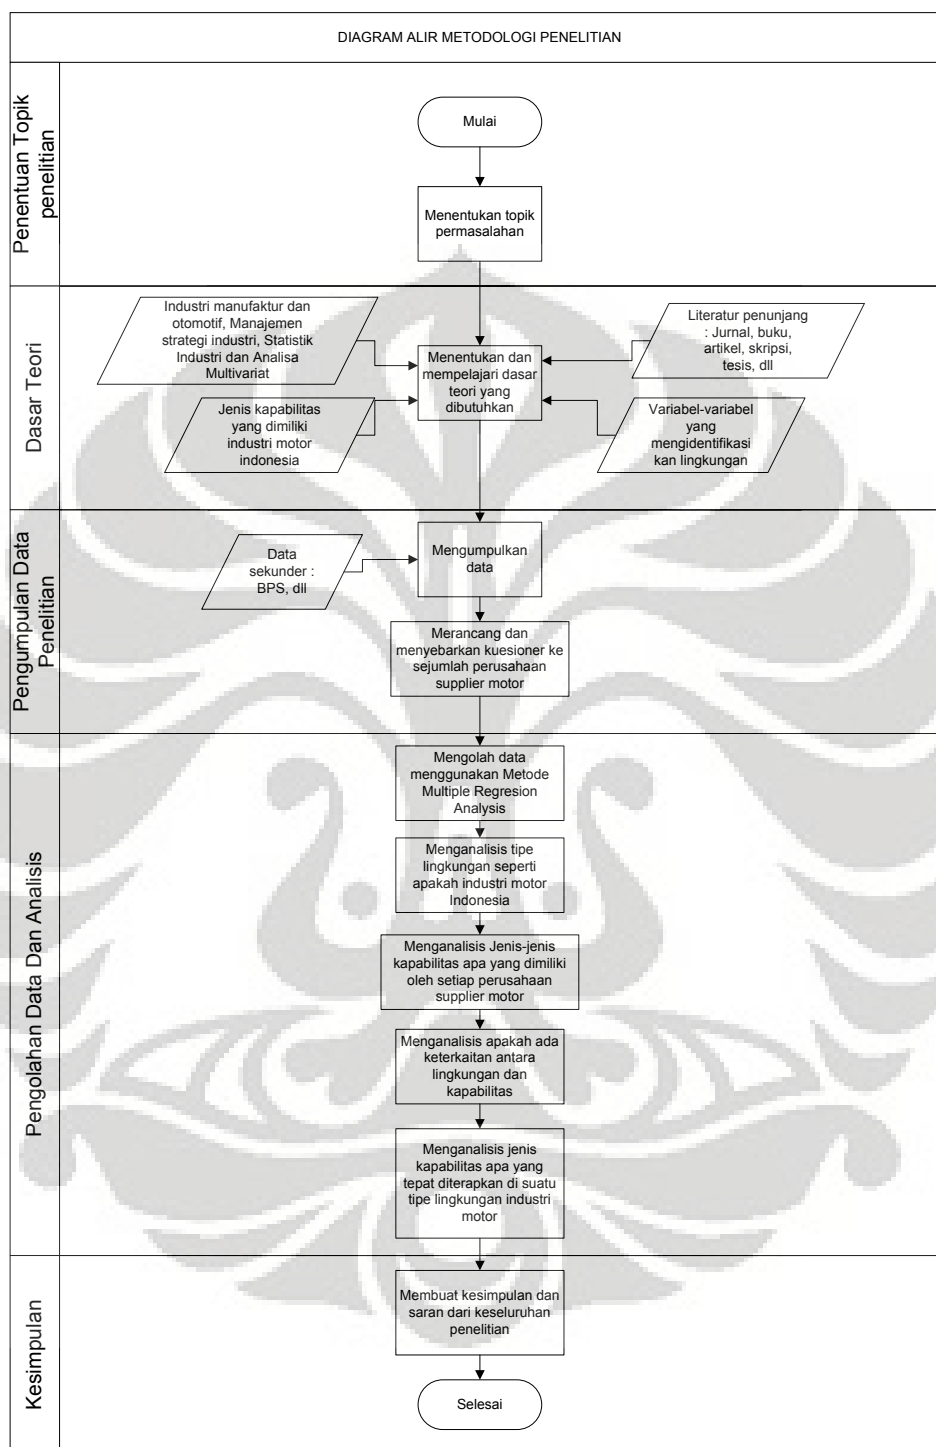 DIAGRAM ALIR METODOLOGI PENELITIAN
Penentuan Topik
penelitian
Mulai
Menentukan topik
permasalahan
Dasar Teori
Industri manufaktur dan
otomotif, Manajemen
strategi industri, Statistik
Industri dan Analisa
Multivariat
Literatur penunjang
: Jurnal, buku,
artikel, skripsi,
tesis, dll
Menentukan dan
mempelajari dasar
teori yang
dibutuhkan
Jenis kapabilitas
yang dimiliki
industri motor
indonesia
Variabel-variabel
yang
mengidentifikasi
kan lingkungan
Pengumpulan Data
Penelitian
Mengumpulkan
data
Data
sekunder :
BPS, dll
Merancang dan
menyebarkan kuesioner ke
sejumlah perusahaan
supplier motor
Pengolahan Data Dan Analisis
Mengolah data
menggunakan Metode
Multiple Regresion
Analysis
Menganalisis tipe
lingkungan seperti
apakah industri motor
Indonesia
Menganalisis Jenis-jenis
kapabilitas apa yang dimiliki
oleh setiap perusahaan
supplier motor
Menganalisis apakah ada
keterkaitan antara
lingkungan dan
kapabilitas
Menganalisis jenis
kapabilitas apa yang
tepat diterapkan di suatu
tipe lingkungan industri
motor
Kesimpulan
Membuat kesimpulan dan
saran dari keseluruhan
penelitian
Selesai